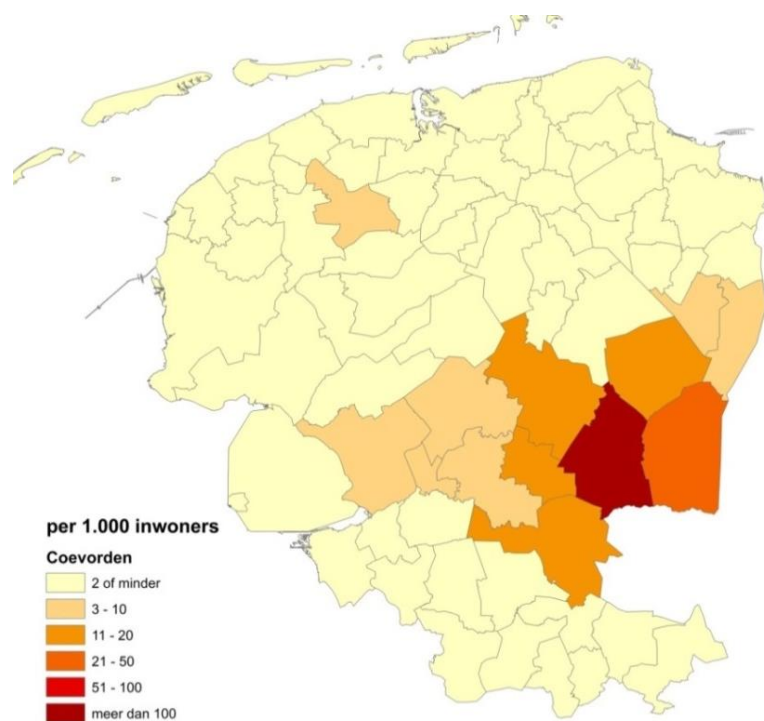 per 1.000 inwoners
Coevorden
2 of minder
3 - 10
11 - 20
21 - 50
51 - 100
meer dan 100